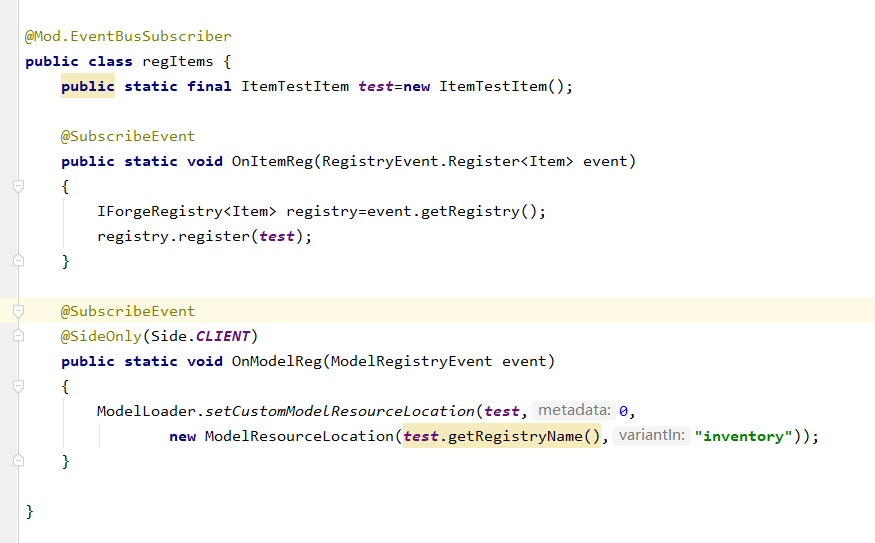 @Mod.EventBusSubscriber
public class regItems {
    public static final ItemTestItem test=new ItemTestItem();
    @SubscribeEvent
    public static void OnItemReg(RegistryEvent.Register<Item> event)
    {
        IForgeRegistry<Item> registry=event.getRegistry();
        registry.register(test);
    }
    @SubscribeEvent
    @SideOnly(Side.CLIENT)
    public static void OnModelReg(ModelRegistryEvent event)
    {
        ModelLoader.setCustomModelResourceLocation(test, metadata: 0,
                new ModelResourceLocation(test.getRegistryName(), variantIn: "inventory"));
    }
}